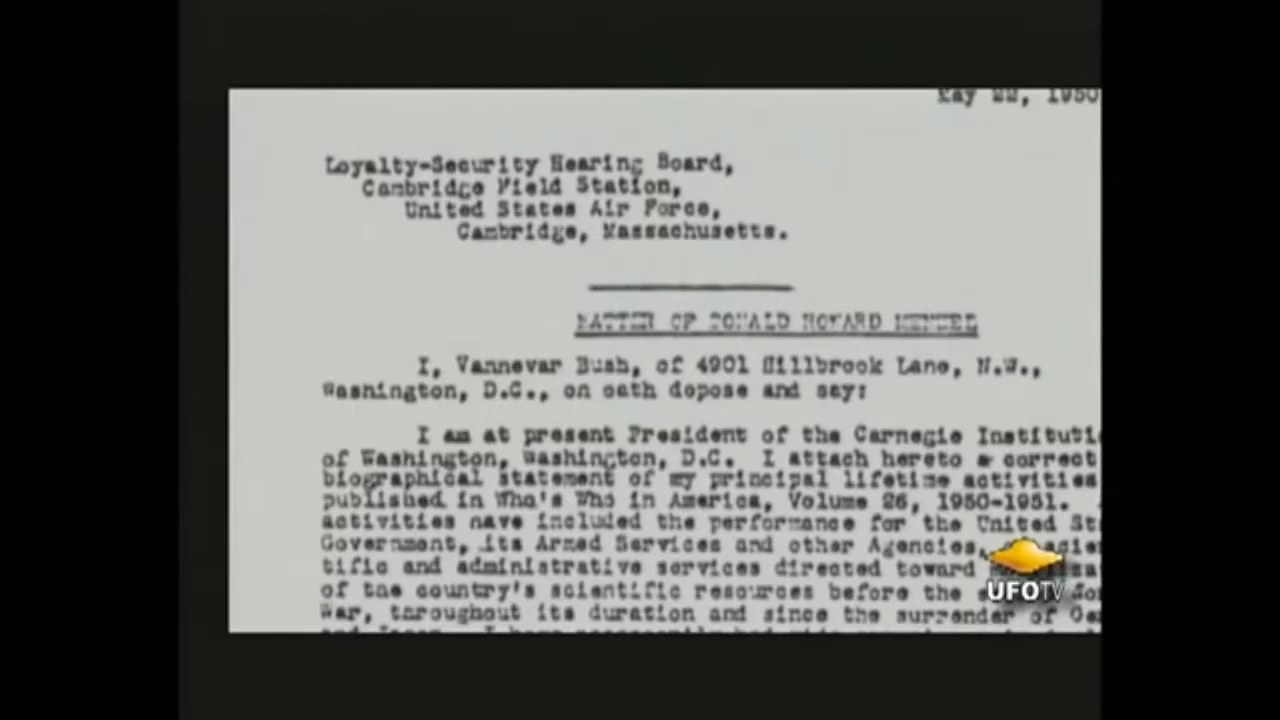 May 22, 1950
Loyalty-Security Hearing Board,
Cambridge Field Station,
United States Air Force,
Cambridge, Massachusetts.
MATTER OF DONALD HOWARD MENZEL
I, Vannevar Bush, of 4901 Hillbrook Lane, N.W.,
Washington, D.C., on oath depose and say:
I am at present President of the Carnegie Instituti
of Washington, Washington, D.C. I attach hereto a correct
biographical statement of my principal lifetime activities
published in Who's Who in America, Volume 26, 1950-1951.
activities have included the performance for the United St
Government, its Armed Services and other Agencies,
tific and administrative services directed toward
of the country's scientific resources before the
War, throughout its duration and since the surrender of Ge
UFOTV